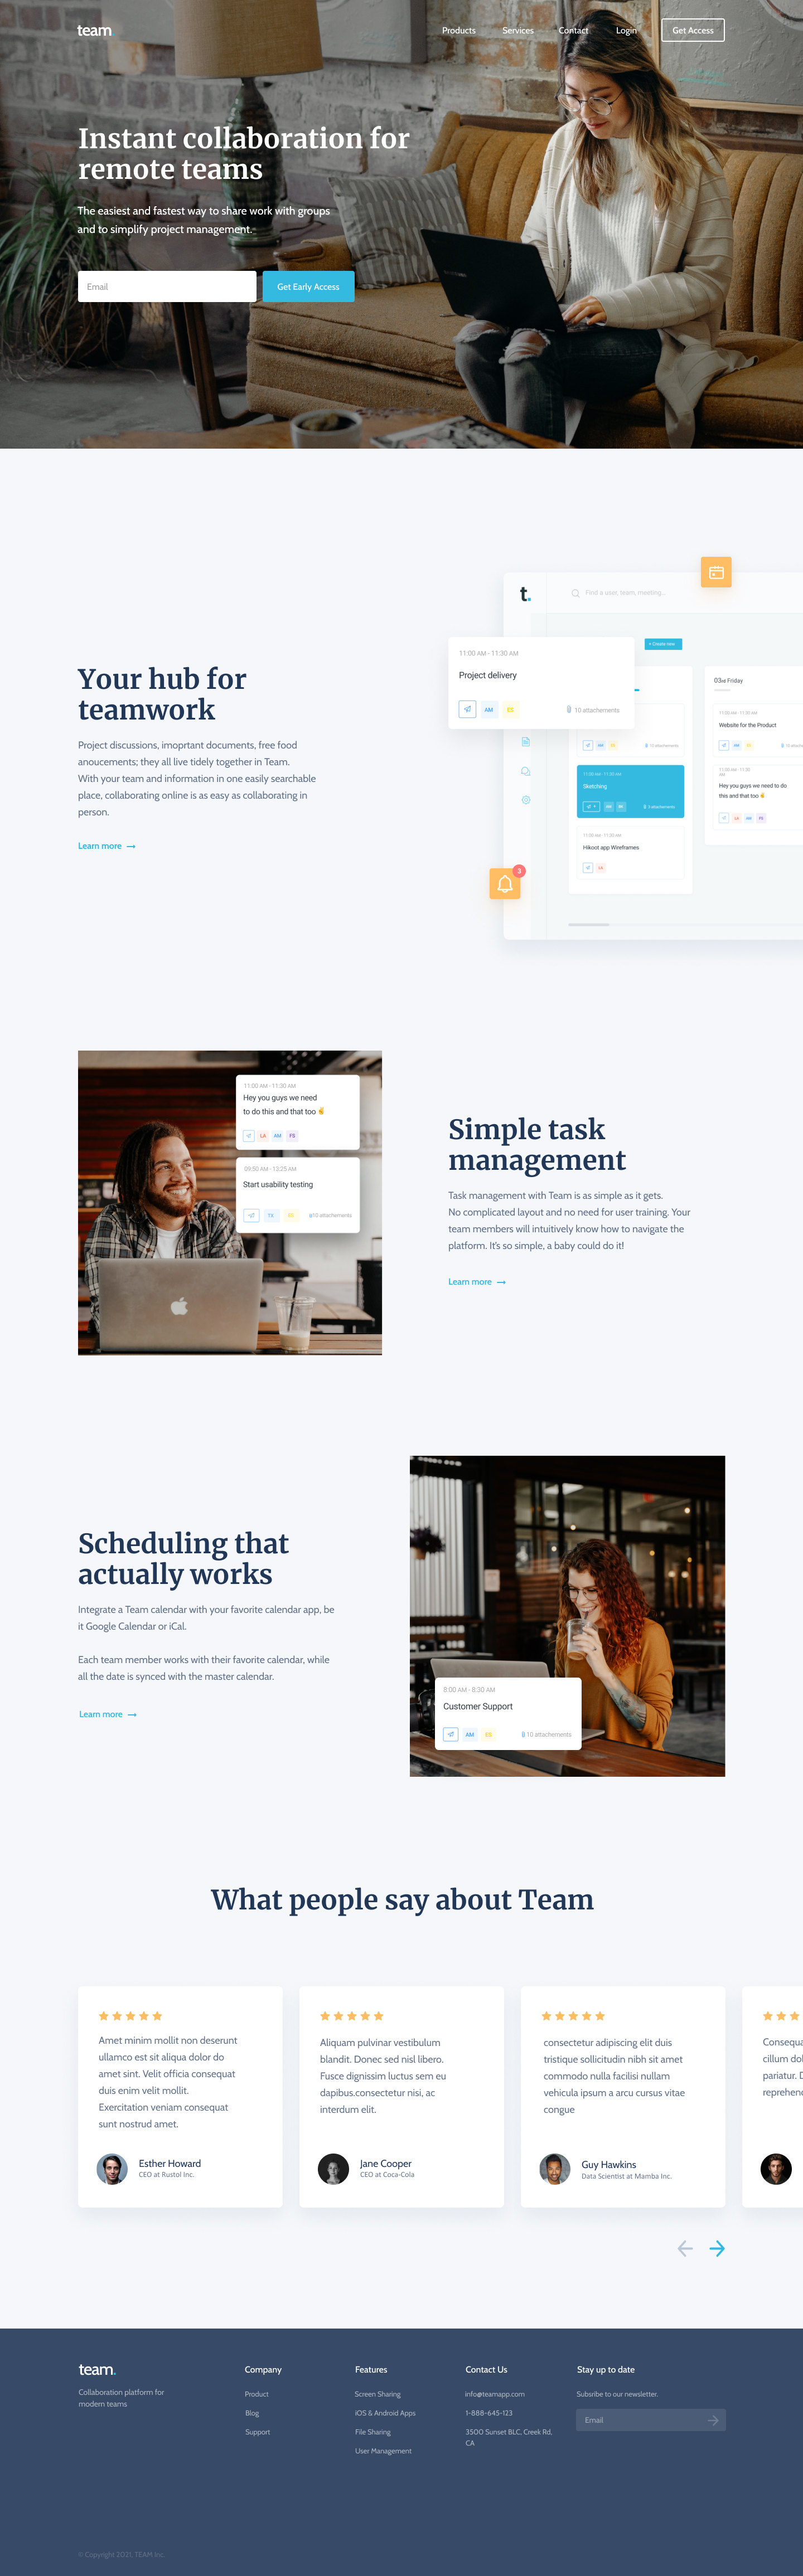 team.
Products Services Contact Login Get Access
Instant collaboration for
remote teams
The easiest and fastest way to share work with groups
and to simplify project management.
Email Get Early Access
Your hub for
teamwork
Project discussions, imoprtant documents, free food
anoucements; they all live tidely together in Team.
With your team and information in one easily searchable
place, collaborating online is as easy as collaborating in
person.
Learn more
t.
Find a user, team, meeting...
+ Create new
11:00 AM - 11:30 AM
Project delivery
AM ES 10 attachements
AM ES 10 attachements
11:00 AM - 11:30 AM
Sketching
3 attachements
11:00 AM - 11:30 AM
Hikoot app Wireframes
LA
03rd Friday
11:00 AM - 11:30 AM
Website for the Product
AM ES
11:00 AM - 11:30
AM
Hey you guys we need to do
this and that too ✌
LA AM FS
3
11:00 AM - 11:30 AM
Hey you guys we need
to do this and that too ✌
LA AM FS
09:50 AM - 13:25 AM
Start usability testing
TX ES 10 attachements
Simple task
management
Task management with Team is as simple as it gets.
No complicated layout and no need for user training. Your
team members will intuitively know how to navigate the
platform. It's so simple, a baby could do it!
Learn more
Scheduling that
actually works
Integrate a Team calendar with your favorite calendar app, be
it Google Calendar or iCal.
Each team member works with their favorite calendar, while
all the date is synced with the master calendar.
Learn more
8:00 AM - 8:30 AM
Customer Support
AM ES 10 attachements
What people say about Team
Amet minim mollit non deserunt
ullamco est sit aliqua dolor do
amet sint. Velit officia consequat
duis enim velit mollit.
Exercitation veniam consequat
sunt nostrud amet.
Esther Howard
CEO at Rustol Inc.
Aliquam pulvinar vestibulum
blandit. Donec sed nisl libero.
Fusce dignissim luctus sem eu
dapibus.consectetur nisi, ac
interdum elit.
Jane Cooper
CEO at Coca-Cola
consectetur adipiscing elit duis
tristique sollicitudin nibh sit amet
commodo nulla facilisi nullam
vehicula ipsum a arcu cursus vitae
congue
Guy Hawkins
Data Scientist at Mamba Inc.
Consequa
cillum dol
pariatur. D
reprehend
team.
Collaboration platform for
modern teams
Company
Product
Blog
Support
Features
Screen Sharing
iOS & Android Apps
File Sharing
User Management
Contact Us
info@teamapp.com
1-888-645-123
3500 Sunset BLC, Creek Rd,
CA
Stay up to date
Subsribe to our newsletter.
Email
© Copyright 2021. TEAM Inc.